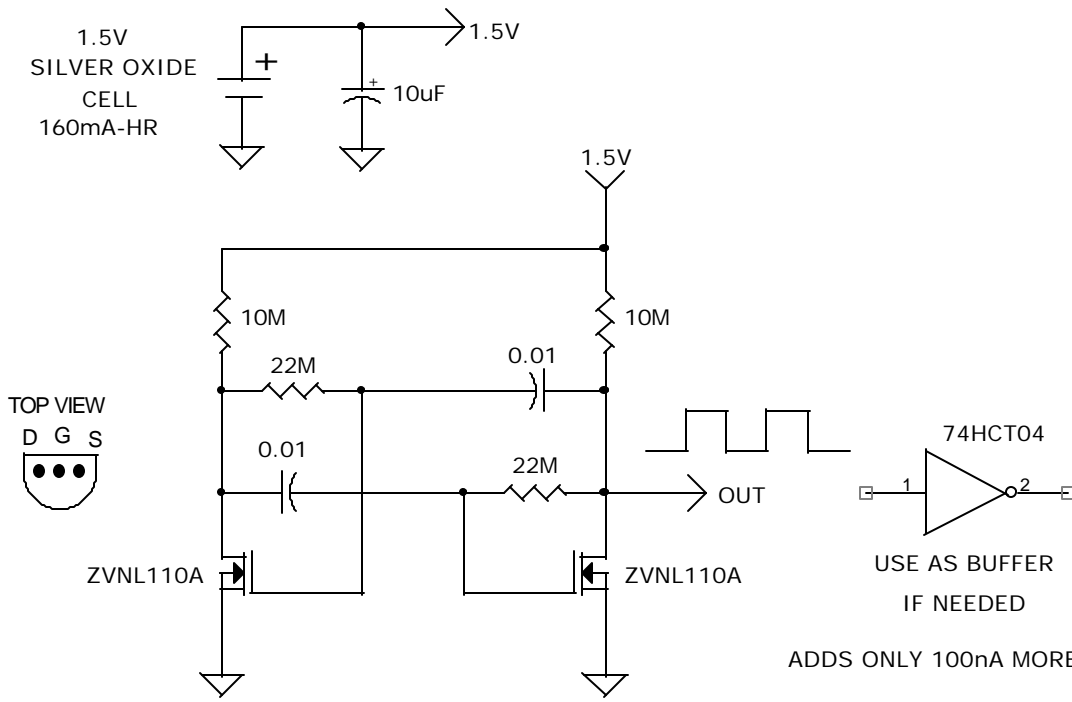 1.5V
SILVER OXIDE
CELL
160mA-HR
+
+
10uF
1.5V
1.5V
10M
10M
22M
0.01
TOP VIEW
D G S
0.01
22M
OUT
74HCT04
1
2
ZVNL110A
ZVNL110A
USE AS BUFFER
IF NEEDED
ADDS ONLY 100nA MORE